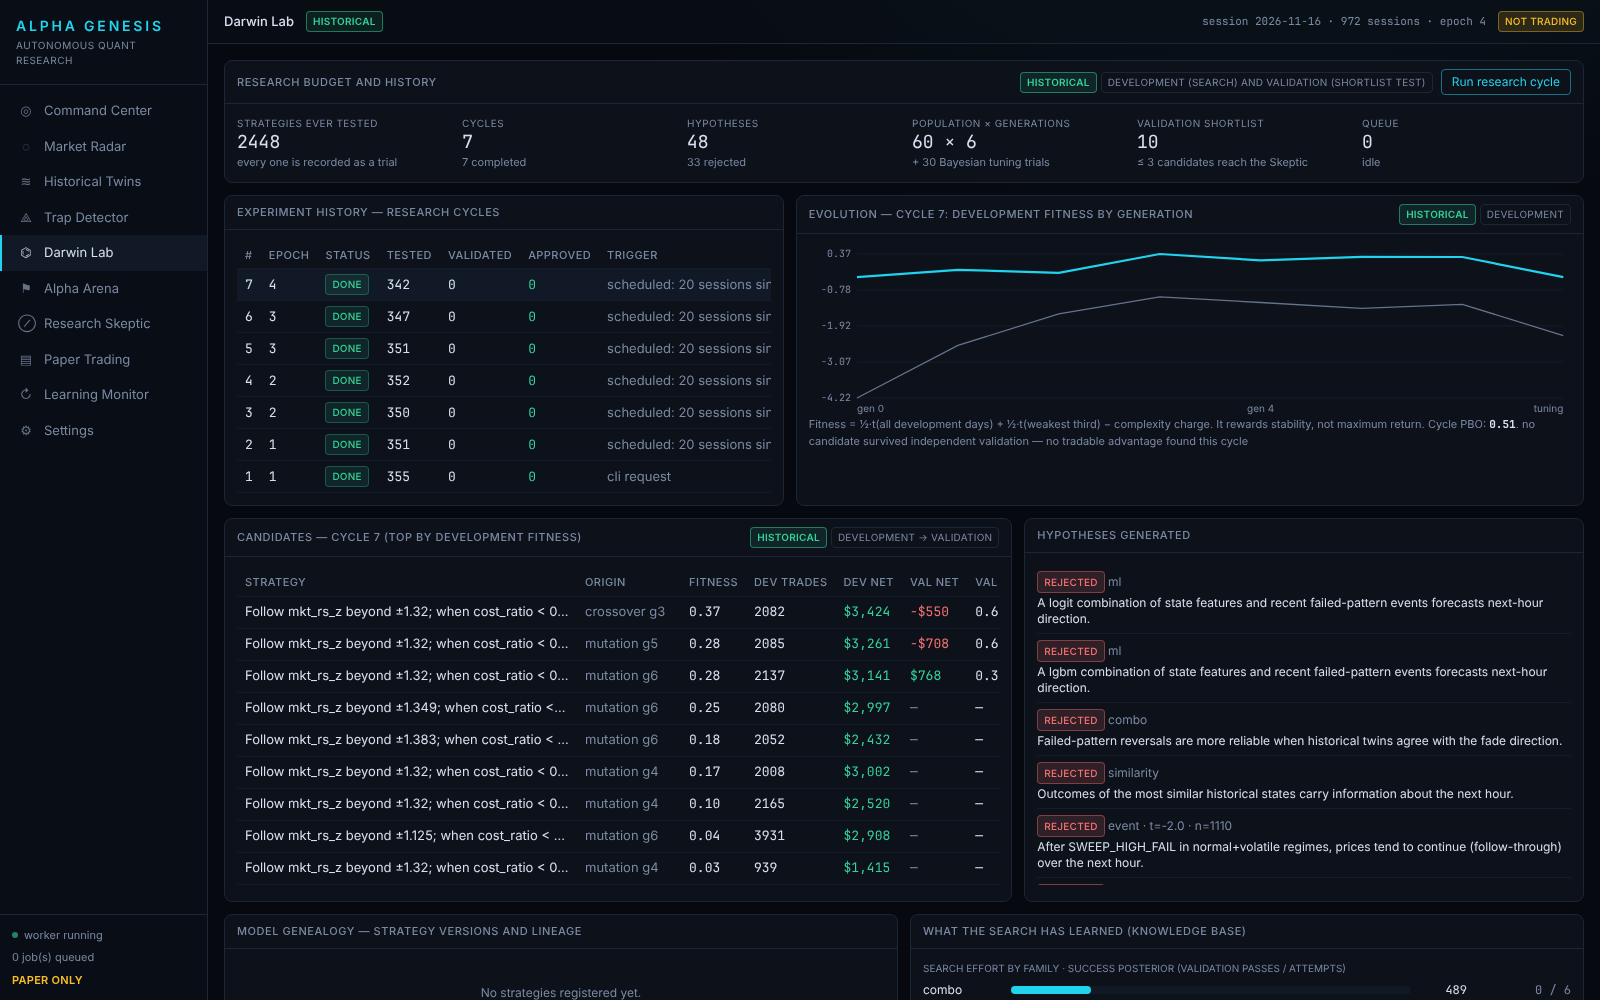 ALPHA GENESIS
AUTONOMOUS QUANT
RESEARCH
Command Center
Market Radar
Historical Twins
Trap Detector
Darwin Lab
Alpha Arena
Research Skeptic
Paper Trading
Learning Monitor
Settings
worker running
0 job(s) queued
PAPER ONLY
Darwin Lab HISTORICAL session 2026-11-16 · 972 sessions · epoch 4 NOT TRADING
RESEARCH BUDGET AND HISTORY HISTORICAL DEVELOPMENT (SEARCH) AND VALIDATION (SHORTLIST TEST) Run research cycle
STRATEGIES EVER TESTED CYCLES HYPOTHESES POPULATION × GENERATIONS VALIDATION SHORTLIST QUEUE
2448 7 48 60 × 6 10 0
every one is recorded as a trial 7 completed 33 rejected + 30 Bayesian tuning trials ≤ 3 candidates reach the Skeptic idle
EXPERIMENT HISTORY — RESEARCH CYCLES
# EPOCH STATUS TESTED VALIDATED APPROVED TRIGGER
7 4 DONE 342 0 0 scheduled: 20 sessions sin
6 3 DONE 347 0 0 scheduled: 20 sessions sin
5 3 DONE 351 0 0 scheduled: 20 sessions sin
4 2 DONE 352 0 0 scheduled: 20 sessions sin
3 2 DONE 350 0 0 scheduled: 20 sessions sin
2 1 DONE 351 0 0 scheduled: 20 sessions sin
1 1 DONE 355 0 0 cli request
EVOLUTION — CYCLE 7: DEVELOPMENT FITNESS BY GENERATION HISTORICAL DEVELOPMENT
0.37
-0.78
-1.92
-3.07
-4.22
gen 0 gen 4 tuning
Fitness = ½·t(all development days) + ½·t(weakest third) − complexity charge. It rewards stability, not maximum return. Cycle PBO: 0.51. no
candidate survived independent validation — no tradable advantage found this cycle
CANDIDATES — CYCLE 7 (TOP BY DEVELOPMENT FITNESS) HISTORICAL DEVELOPMENT → VALIDATION
STRATEGY ORIGIN FITNESS DEV TRADES DEV NET VAL NET VAL
Follow mkt_rs_z beyond ±1.32; when cost_ratio < 0... crossover g3 0.37 2082 $3,424 -$550 0.6
Follow mkt_rs_z beyond ±1.32; when cost_ratio < 0... mutation g5 0.28 2085 $3,261 -$708 0.6
Follow mkt_rs_z beyond ±1.32; when cost_ratio < 0... mutation g6 0.28 2137 $3,141 $768 0.3
Follow mkt_rs_z beyond ±1.349; when cost_ratio <... mutation g6 0.25 2080 $2,997 — —
Follow mkt_rs_z beyond ±1.383; when cost_ratio < ... mutation g6 0.18 2052 $2,432 — —
Follow mkt_rs_z beyond ±1.32; when cost_ratio < 0... mutation g4 0.17 2008 $3,002 — —
Follow mkt_rs_z beyond ±1.32; when cost_ratio < 0... mutation g4 0.10 2165 $2,520 — —
Follow mkt_rs_z beyond ±1.125; when cost_ratio < ... mutation g6 0.04 3931 $2,908 — —
Follow mkt_rs_z beyond ±1.32; when cost_ratio < 0... mutation g4 0.03 939 $1,415 — —
HYPOTHESES GENERATED
REJECTED ml
A logit combination of state features and recent failed-pattern events forecasts next-hour
direction.
REJECTED ml
A lgbm combination of state features and recent failed-pattern events forecasts next-hour
direction.
REJECTED combo
Failed-pattern reversals are more reliable when historical twins agree with the fade direction.
REJECTED similarity
Outcomes of the most similar historical states carry information about the next hour.
REJECTED event · t=-2.0 · n=1110
After SWEEP_HIGH_FAIL in normal+volatile regimes, prices tend to continue (follow-through)
over the next hour.
MODEL GENEALOGY — STRATEGY VERSIONS AND LINEAGE
No strategies registered yet.
WHAT THE SEARCH HAS LEARNED (KNOWLEDGE BASE)
SEARCH EFFORT BY FAMILY · SUCCESS POSTERIOR (VALIDATION PASSES / ATTEMPTS)
combo 489 0 / 6